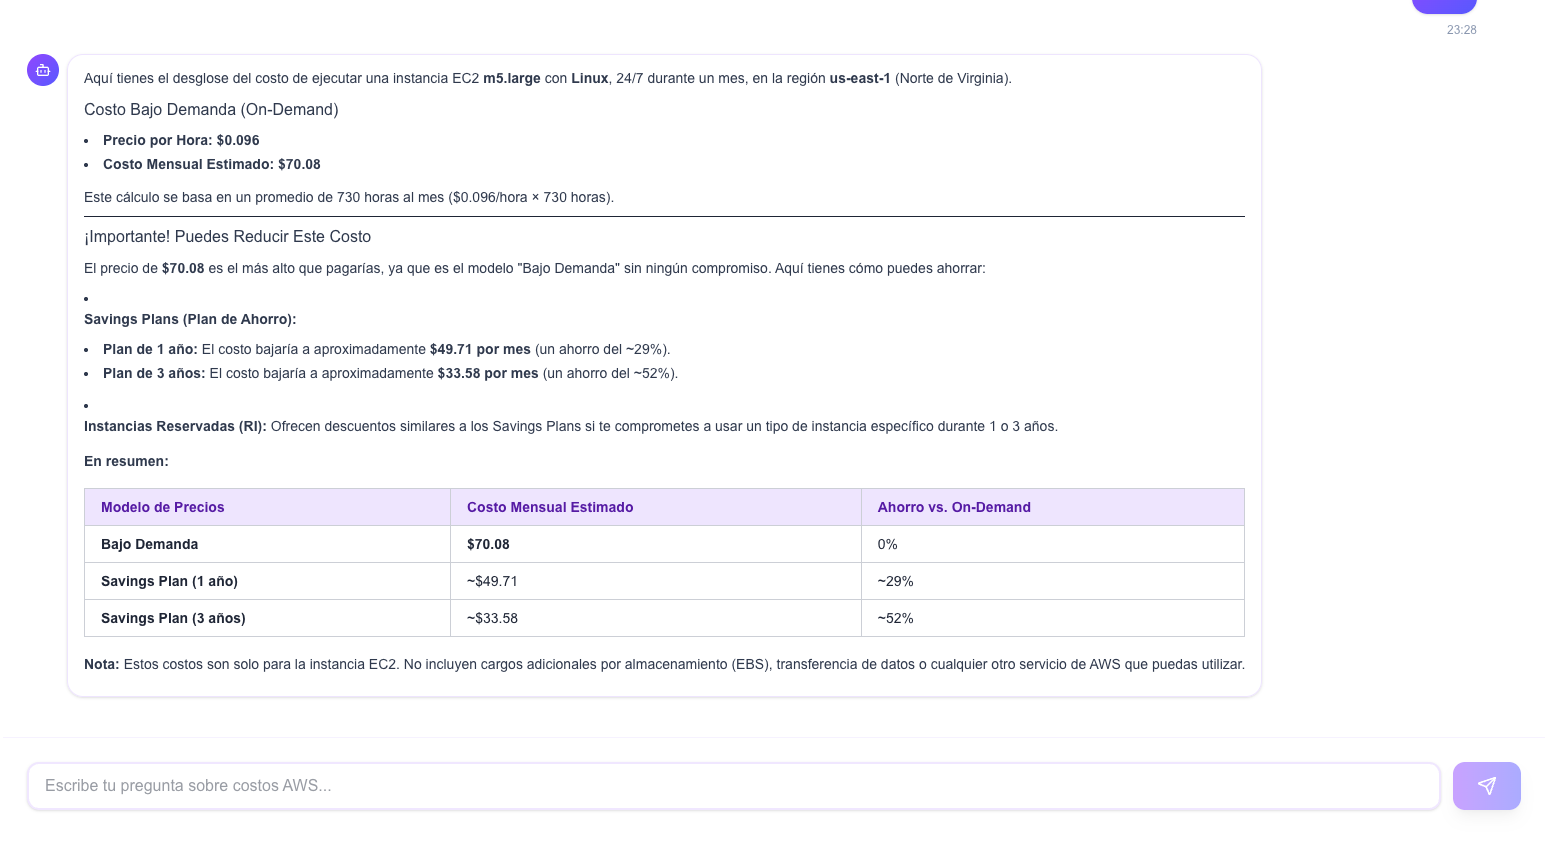 23:28
Aquí tienes el desglose del costo de ejecutar una instancia EC2 m5.large con Linux, 24/7 durante un mes, en la región us-east-1 (Norte de Virginia).
Costo Bajo Demanda (On-Demand)
• Precio por Hora: $0.096
• Costo Mensual Estimado: $70.08
Este cálculo se basa en un promedio de 730 horas al mes ($0.096/hora × 730 horas).
¡Importante! Puedes Reducir Este Costo
El precio de $70.08 es el más alto que pagarías, ya que es el modelo "Bajo Demanda" sin ningún compromiso. Aquí tienes cómo puedes ahorrar:
•
Savings Plans (Plan de Ahorro):
• Plan de 1 año: El costo bajaría a aproximadamente $49.71 por mes (un ahorro del ~29%).
• Plan de 3 años: El costo bajaría a aproximadamente $33.58 por mes (un ahorro del ~52%).
•
Instancias Reservadas (RI): Ofrecen descuentos similares a los Savings Plans si te comprometes a usar un tipo de instancia específico durante 1 o 3 años.
En resumen:
Modelo de Precios Costo Mensual Estimado Ahorro vs. On-Demand
Bajo Demanda $70.08 0%
Savings Plan (1 año) ~$49.71 ~29%
Savings Plan (3 años) ~$33.58 ~52%
Nota: Estos costos son solo para la instancia EC2. No incluyen cargos adicionales por almacenamiento (EBS), transferencia de datos o cualquier otro servicio de AWS que puedas utilizar.
Escribe tu pregunta sobre costos AWS...